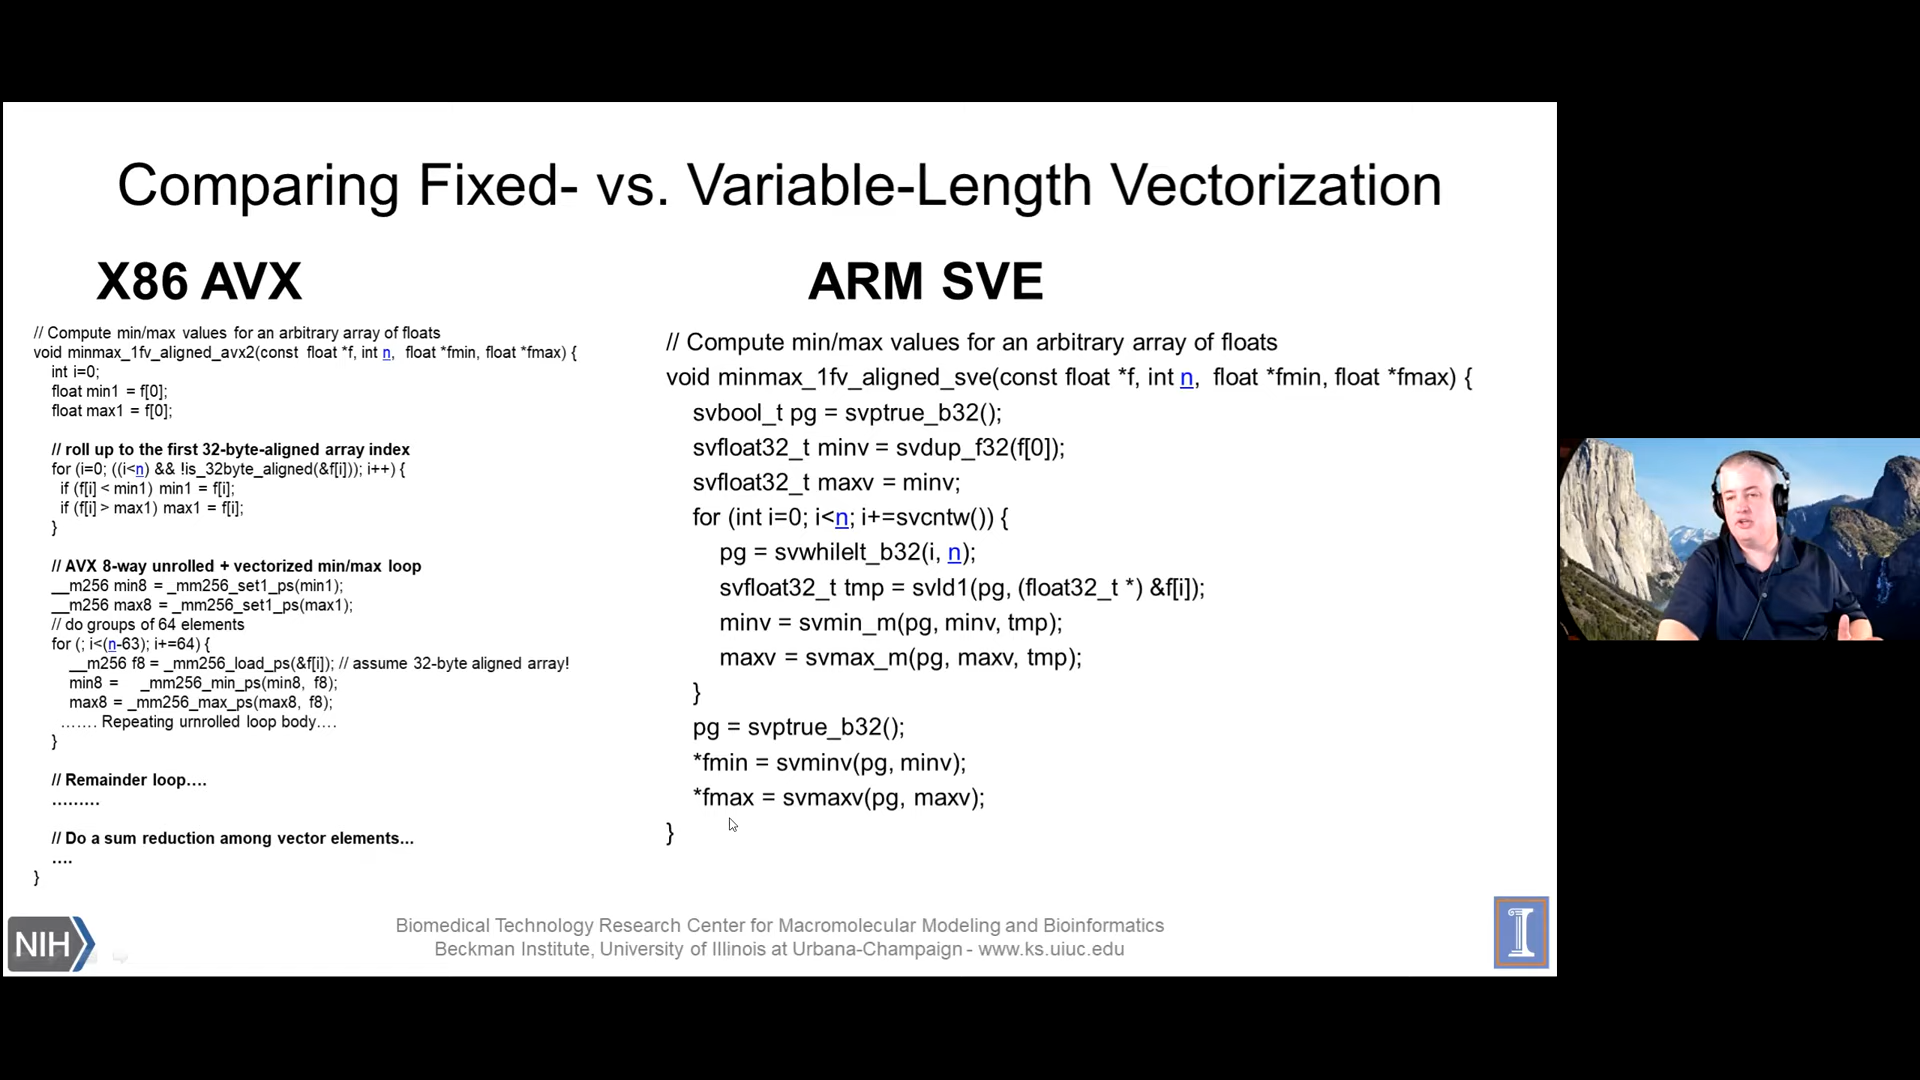 Comparing Fixed- vs. Variable-Length Vectorization
X86 AVX
// Compute min/max values for an arbitrary array of floats
void minmax_1fv_aligned_avx2(const float *f, int n, float *fmin, float *fmax) {
int i=0;
float min1 = f[0];
float max1 = f[0];
// roll up to the first 32-byte-aligned array index
for (i=0; ((i<n) && !is_32byte_aligned(&f[i])); i++) {
if (f[i] < min1) min1 = f[i];
if (f[i] > max1) max1 = f[i];
}
// AVX 8-way unrolled + vectorized min/max loop
__m256 min8 = _mm256_set1_ps(min1);
__m256 max8 = _mm256_set1_ps(max1);
// do groups of 64 elements
for (; i<(n-63); i+=64) {
__m256 f8 = _mm256_load_ps(&f[i]); // assume 32-byte aligned array!
min8 = _mm256_min_ps(min8, f8);
max8 = _mm256_max_ps(max8, f8);
……. Repeating urnrolled loop body….
}
// Remainder loop….
………
// Do a sum reduction among vector elements...
….
}
ARM SVE
// Compute min/max values for an arbitrary array of floats
void minmax_1fv_aligned_sve(const float *f, int n, float *fmin, float *fmax) {
svbool_t pg = svptrue_b32();
svfloat32_t minv = svdup_f32(f[0]);
svfloat32_t maxv = minv;
for (int i=0; i<n; i+=svcntw()) {
pg = svwhilelt_b32(i, n);
svfloat32_t tmp = svld1(pg, (float32_t *) &f[i]);
minv = svmin_m(pg, minv, tmp);
maxv = svmax_m(pg, maxv, tmp);
}
pg = svptrue_b32();
*fmin = svminv(pg, minv);
*fmax = svmaxv(pg, maxv);
}
NIH
Biomedical Technology Research Center for Macromolecular Modeling and Bioinformatics
Beckman Institute, University of Illinois at Urbana-Champaign - www.ks.uiuc.edu
I